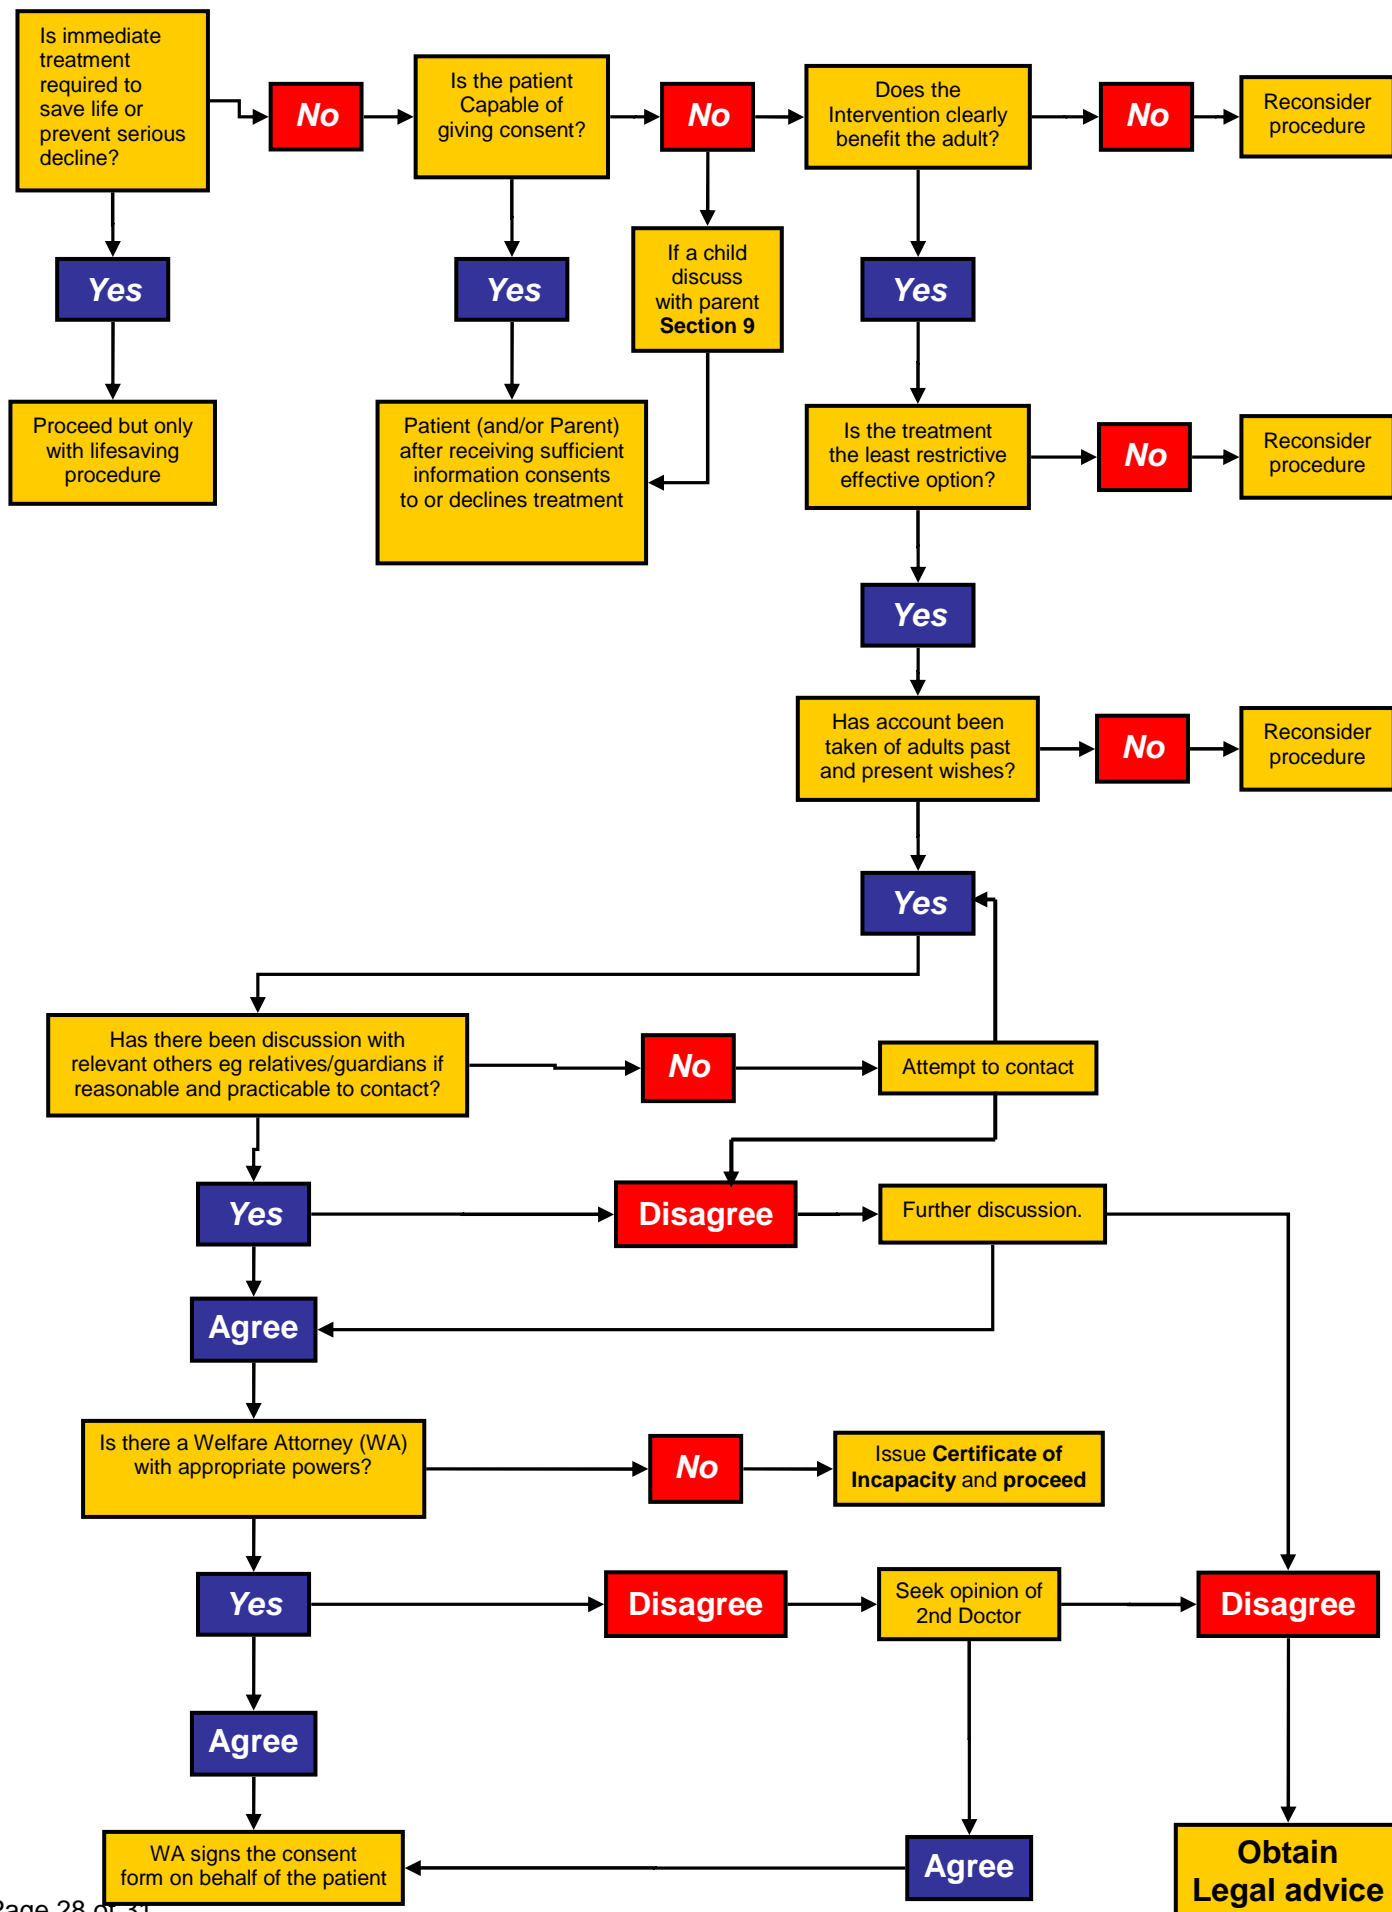 Is immediate
treatment
required to
save life or
prevent serious
decline?
No
Is the patient
Capable of
giving consent?
No
Does the
Intervention clearly
benefit the adult?
No
Reconsider
procedure
Yes
Yes
If a child
discuss
with parent
Section 9
Yes
Proceed but only
with lifesaving
procedure
Patient (and/or Parent)
after receiving sufficient
information consents
to or declines treatment
Is the treatment
the least restrictive
effective option?
No
Reconsider
procedure
Yes
Has account been
taken of adults past
and present wishes?
No
Reconsider
procedure
Yes
Has there been discussion with
relevant others eg relatives/guardians if
reasonable and practicable to contact?
No
Attempt to contact
Yes
Disagree
Further discussion.
Agree
Is there a Welfare Attorney (WA)
with appropriate powers?
No
Issue Certificate of
Incapacity and proceed
Yes
Disagree
Seek opinion of
2nd Doctor
Disagree
Agree
WA signs the consent
form on behalf of the patient
Agree
Obtain
Legal advice
Page 28 of 31